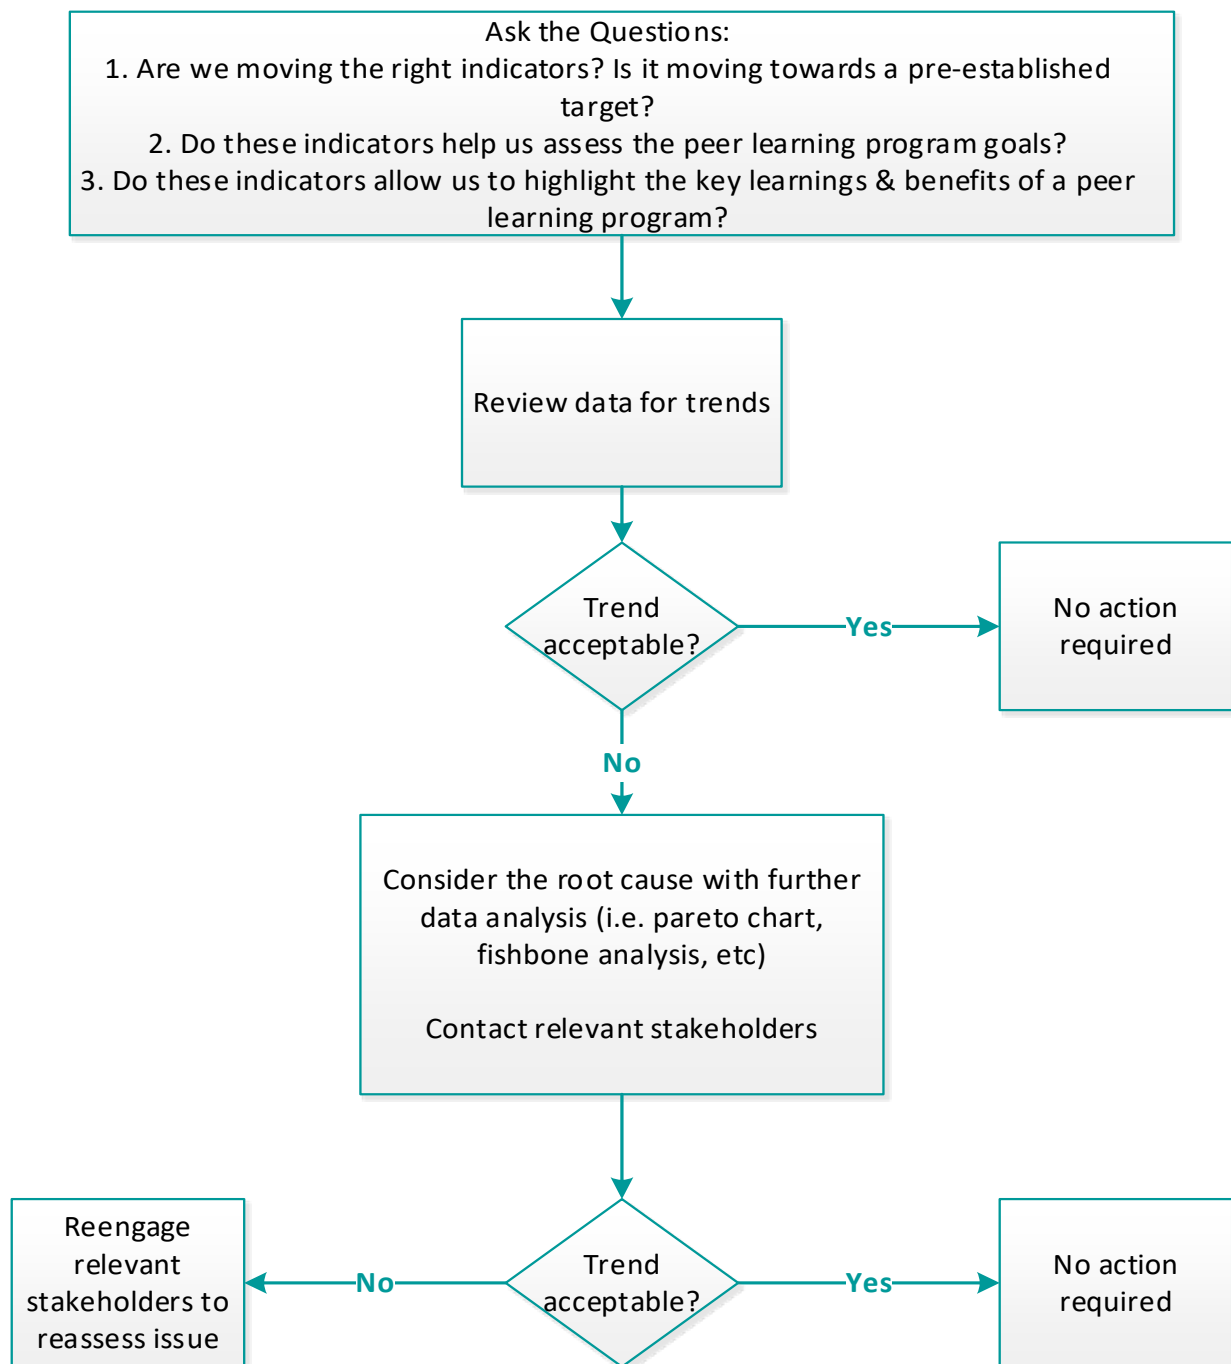 Ask the Questions:
1. Are we moving the right indicators? Is it moving towards a pre-established
target?
2. Do these indicators help us assess the peer learning program goals?
3. Do these indicators allow us to highlight the key learnings & benefits of a peer
learning program?
Review data for trends
Trend
acceptable?
Yes
No action
required
No
Consider the root cause with further
data analysis (i.e. pareto chart,
fishbone analysis, etc)
Contact relevant stakeholders
Reengage
relevant
stakeholders to
reassess issue
No
Trend
acceptable?
Yes
No action
required